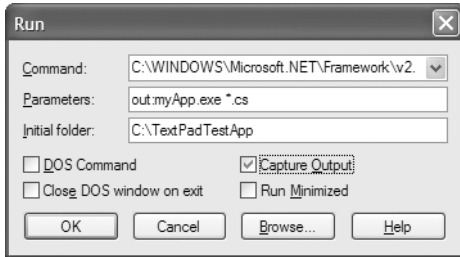 Run
Command: C:\WINDOWS\Microsoft.NET\Framework\v2.
Parameters: out:myApp.exe *.cs
Initial folder: C:\TextPadTestApp
DOS Command Capture Output
Close DOS window on exit Run Minimized
OK Cancel Browse... Help